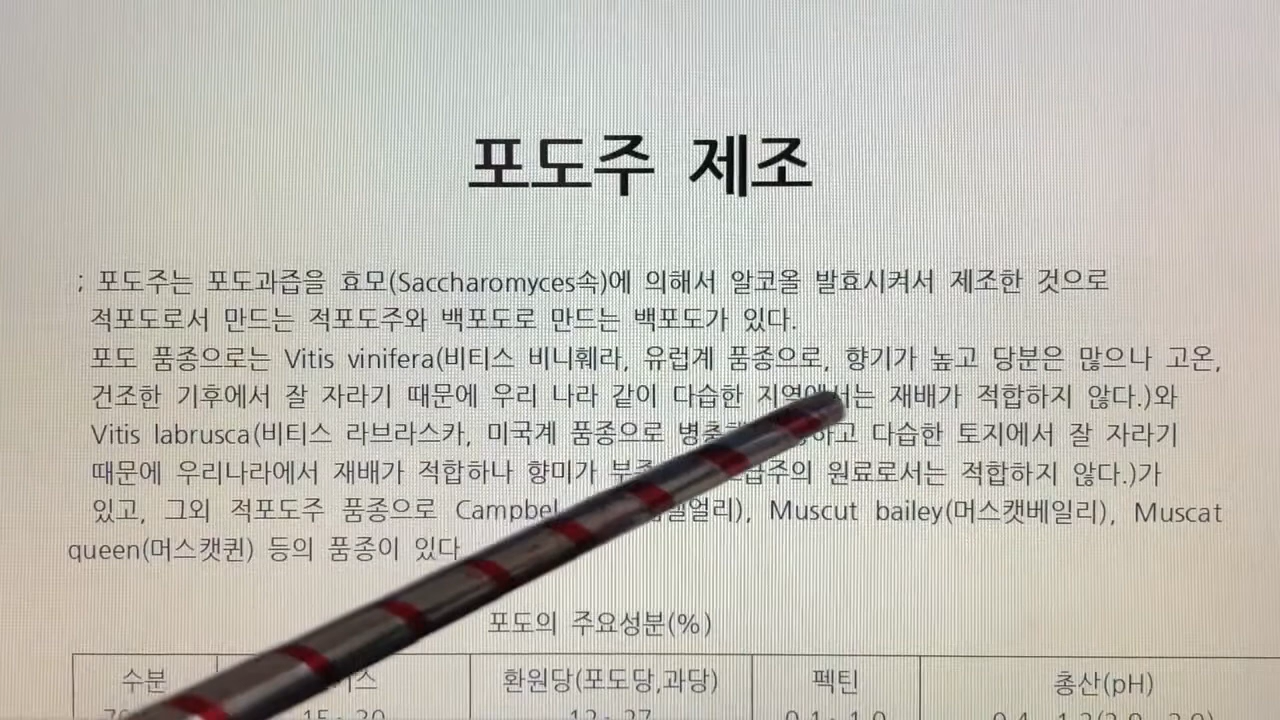 포도주 제조
; 포도주는 포도과즙을 효모(Saccharomyces속)에 의해서 알코올 발효시켜서 제조한 것으로
적포도로서 만드는 적포도주와 백포도로 만드는 백포도가 있다.
포도 품종으로는 Vitis vinifera(비티스 비니훼라, 유럽계 품종으로, 향기가 높고 당분은 많으나 고온,
건조한 기후에서 잘 자라기 때문에 우리 나라 같이 다습한 지역에서는 재배가 적합하지 않다.)와
Vitis labrusca(비티스 라브라스카, 미국계 품종으로 다습한 토지에서 잘 자라기
때문에 우리나라에서 재배가 적합하나 향미가 원료로서는 적합하지 않다.)가
있고, 그외 적포도주 품종으로 Muscut bailey(머스캣베일리), Muscat
queen(머스캣퀸) 등의 품종이 있다
포도의 주요성분(%)
수분 환원당(포도당,과당) 펙틴 총산(pH)